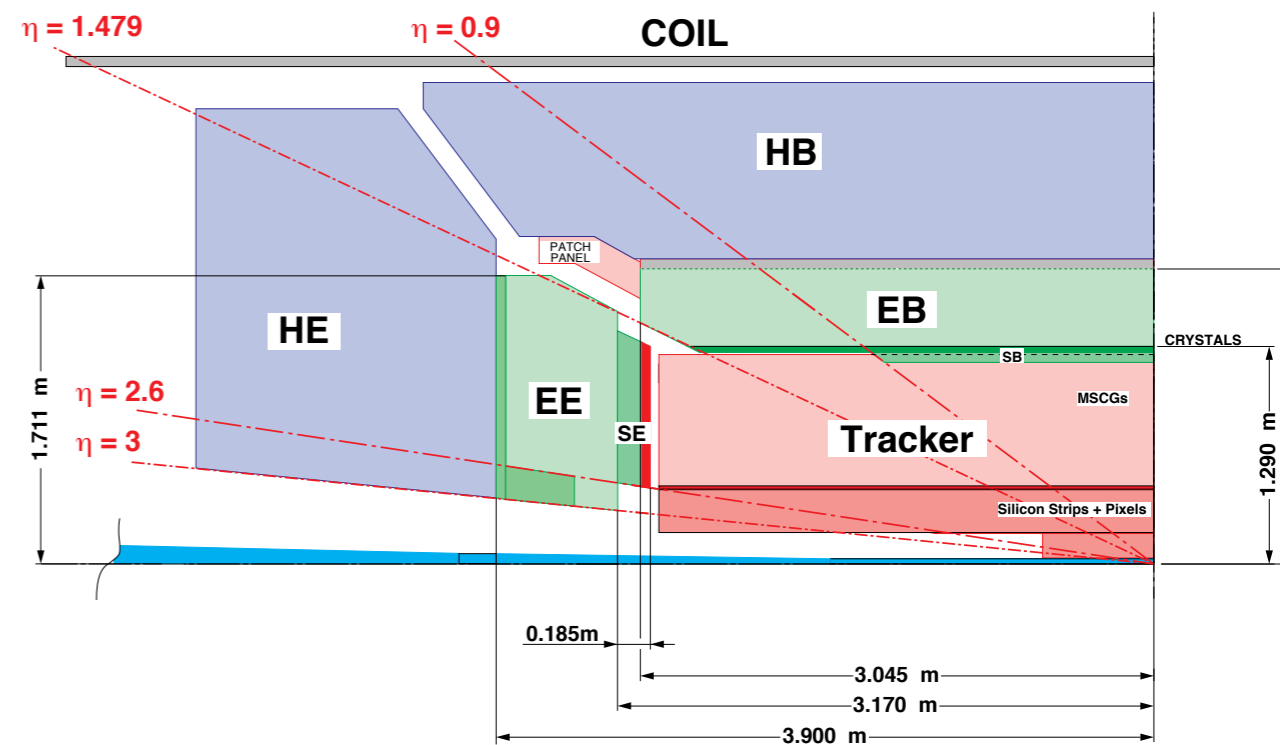 η = 1.479
η = 0.9
COIL
HB
PATCH
PANEL
HE
EB
CRYSTALS
SB
η = 2.6
EE
MSCGs
η = 3
SE
Tracker
1.711 m
1.290 m
Silicon Strips + Pixels
0.185m
3.045 m
3.170 m
3.900 m